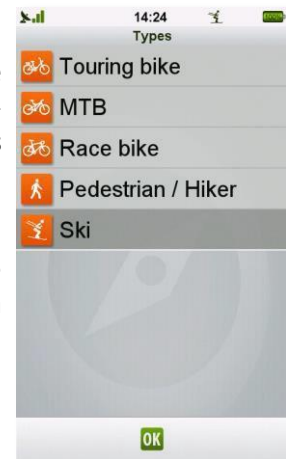 14:24
Types
Touring bike
MTB
Race bike
Pedestrian / Hiker
Ski
OK